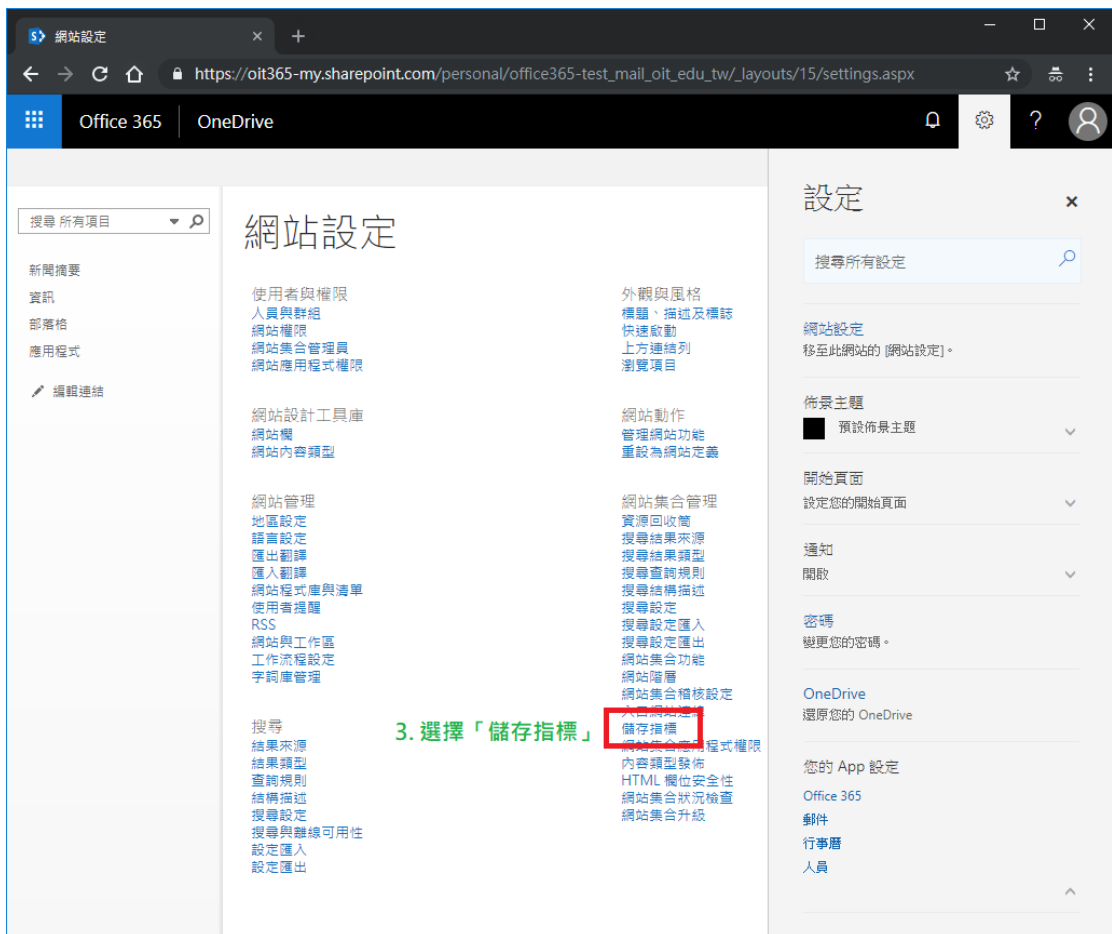 網站設定
https://oit365-my.sharepoint.com/personal/office365-test_mail_oit_edu_tw/_layouts/15/settings.aspx
Office 365
OneDrive
搜尋 所有項目
新聞摘要
資訊
部落格
應用程式
編輯連結
網站設定
使用者與權限
人員與群組
網站權限
網站集合管理員
網站應用程式權限
網站設計工具庫
網站欄
網站內容類型
網站管理
地區設定
語言設定
匯出翻譯
匯入翻譯
網站程式庫與清單
使用者提醒
RSS
網站與工作區
工作流程設定
字詞庫管理
搜尋
結果來源
結果類型
查詢規則
結構描述
搜尋設定
搜尋與離線可用性
設定匯入
設定匯出
外觀與風格
標題、描述及標誌
快速啟動
上方連結列
瀏覽項目
網站動作
管理網站功能
重設為網站定義
網站集合管理
資源回收筒
搜尋結果來源
搜尋結果類型
搜尋查詢規則
搜尋結構描述
搜尋設定
搜尋設定匯入
搜尋設定匯出
網站集合功能
網站階層
網站集合稽核設定
入口網站連線
儲存指標
網站集合應用程式權限
內容類型發佈
HTML 欄位安全性
網站集合狀況檢查
網站集合升級
3. 選擇「儲存指標」
設定
搜尋所有設定
網站設定
移至此網站的 [網站設定]。
佈景主題
預設佈景主題
開始頁面
設定您的開始頁面
通知
開啟
密碼
變更您的密碼。
OneDrive
還原您的 OneDrive
您的 App 設定
Office 365
郵件
行事曆
人員